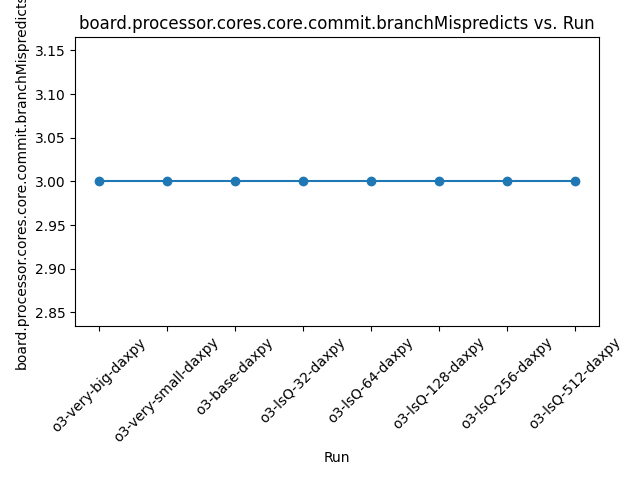 board.processor.cores.core.commit.branchMispredicts vs. Run
board.processor.cores.core.commit.branchMispredicts
3.15
3.10
3.05
3.00
2.95
2.90
2.85
o3-very-big-daxpy
o3-very-small-daxpy
o3-base-daxpy
o3-lsQ-32-daxpy
o3-lsQ-64-daxpy
o3-lsQ-128-daxpy
o3-lsQ-256-daxpy
o3-lsQ-512-daxpy
Run